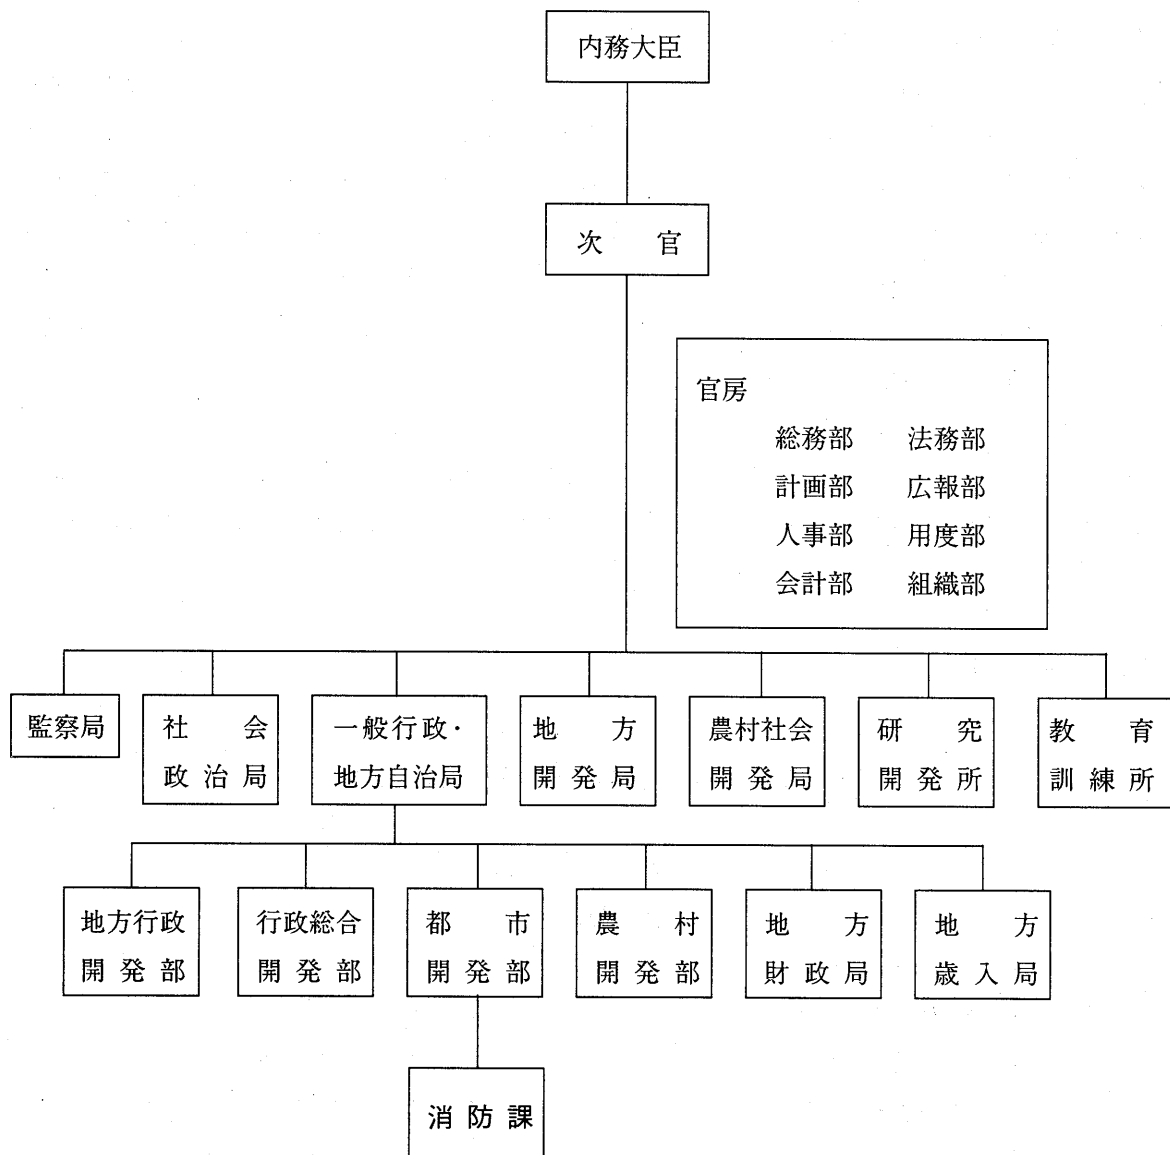 内務大臣
次官
官房
総務部 法務部
計画部 広報部
人事部 用度部
会計部 組織部
監察局
社会
政治局
一般行政・
地方自治局
地方
開発局
農村社会
開発局
研究
開発所
教育
訓練所
地方行政
開発部
行政総合
開発部
都市
開発部
農村
開発部
地方
財政局
地方
歳入局
消防課